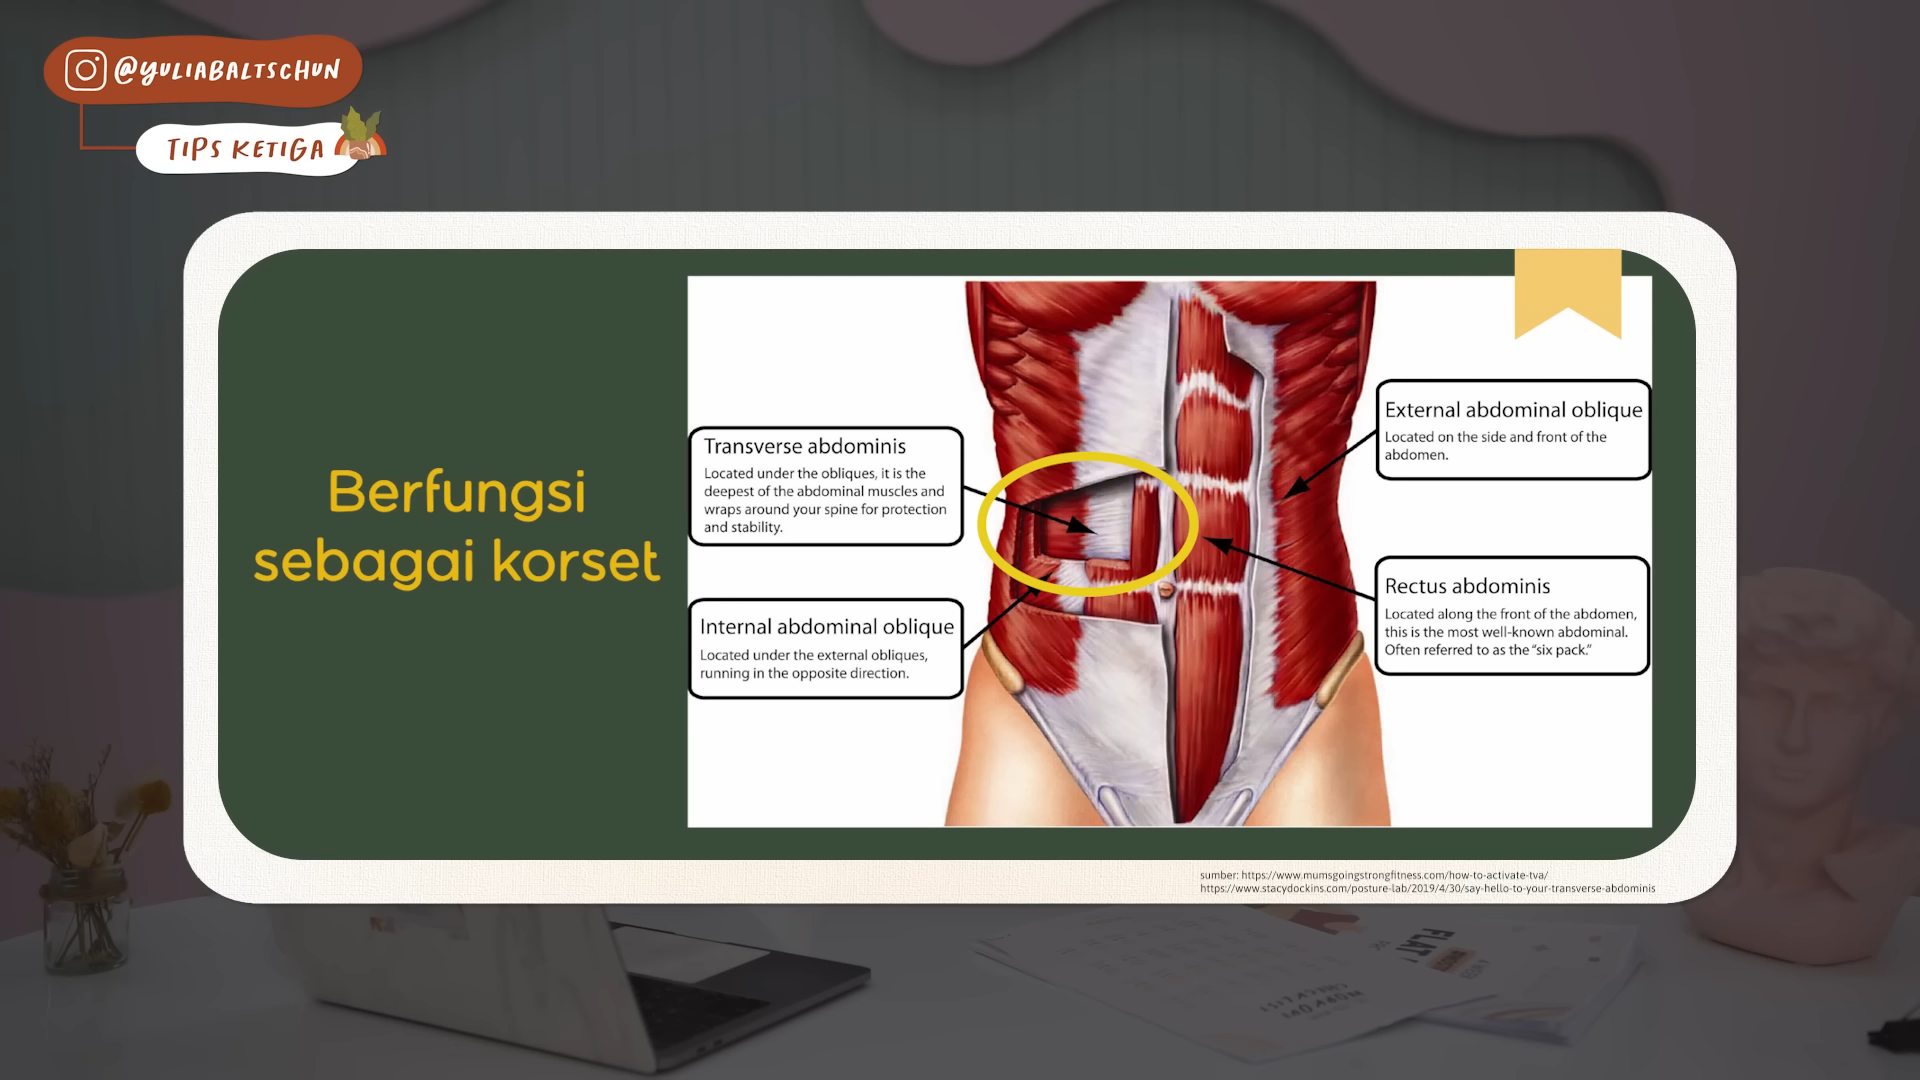 @YULIABALTSCHUN
TIPS KETIGA
Berfungsi
sebagai korset
Transverse abdominis
Located under the obliques, it is the
deepest of the abdominal muscles and
wraps around your spine for protection
and stability.
Internal abdominal oblique
Located under the external obliques,
running in the opposite direction.
External abdominal oblique
Located on the side and front of the
abdomen.
Rectus abdominis
Located along the front of the abdomen,
this is the most well-known abdominal.
Often referred to as the "six pack."
sumber: https://www.mumsgoingstrongfitness.com/how-to-activate-tva/
https://www.stacydockins.com/posture-lab/2019/4/30/say-hello-to-your-transverse-abdominis
FLAT
WORKOUT
CHECKLIST